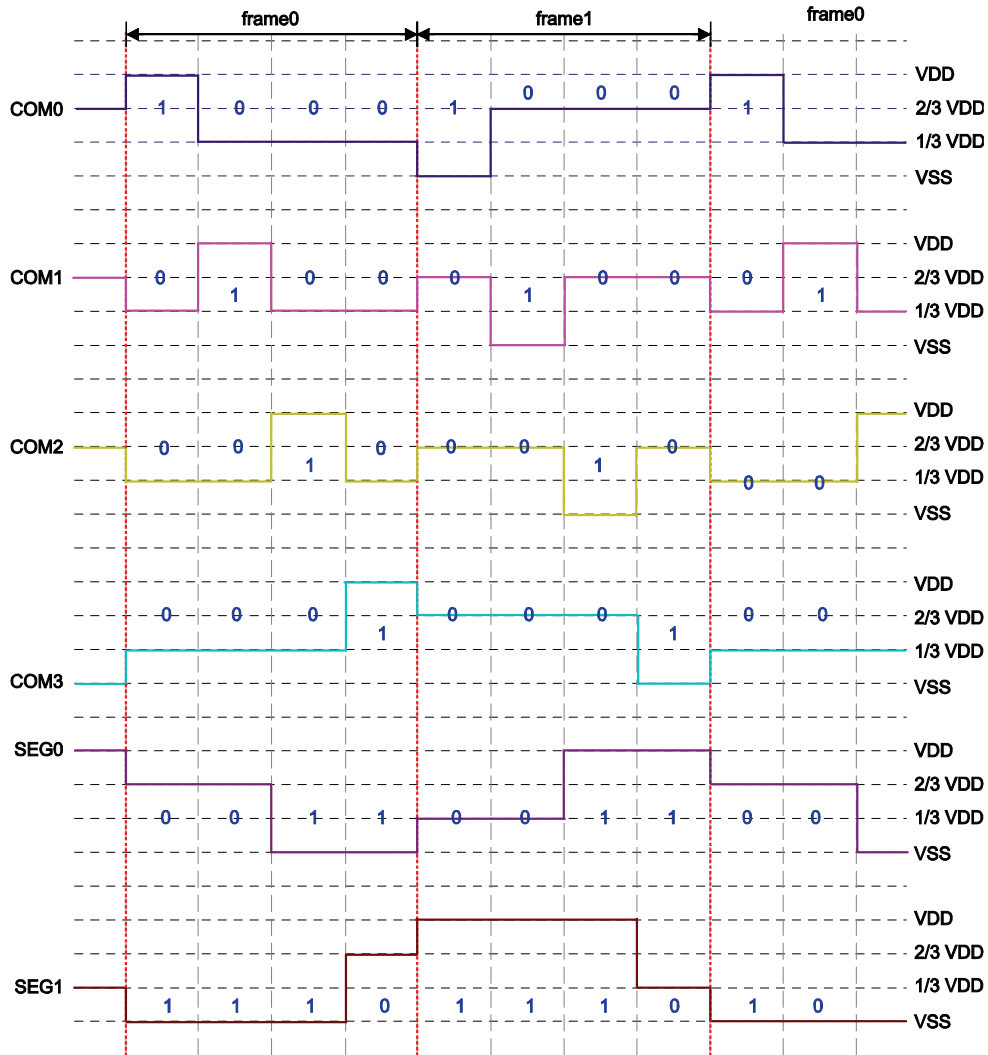 frame0 frame1 frame0
VDD
0 0 0
COM0 1 0 0 0 1 1 2/3 VDD
1/3 VDD
VSS
VDD
COM1 0 0 0 0 0 0 0 2/3 VDD
1 1 1
1/3 VDD
VSS
VDD
COM2 0 0 0 0 0 0 2/3 VDD
1 1
0 0 1/3 VDD
VSS
VDD
0 0 0 0 0 0 0 0 2/3 VDD
1 1
1/3 VDD
COM3 VSS
SEG0 VDD
2/3 VDD
0 0 1 1 0 0 1 1 0 0 1/3 VDD
VSS
VDD
2/3 VDD
SEG1 1/3 VDD
1 1 1 0 1 1 1 0 1 0
VSS